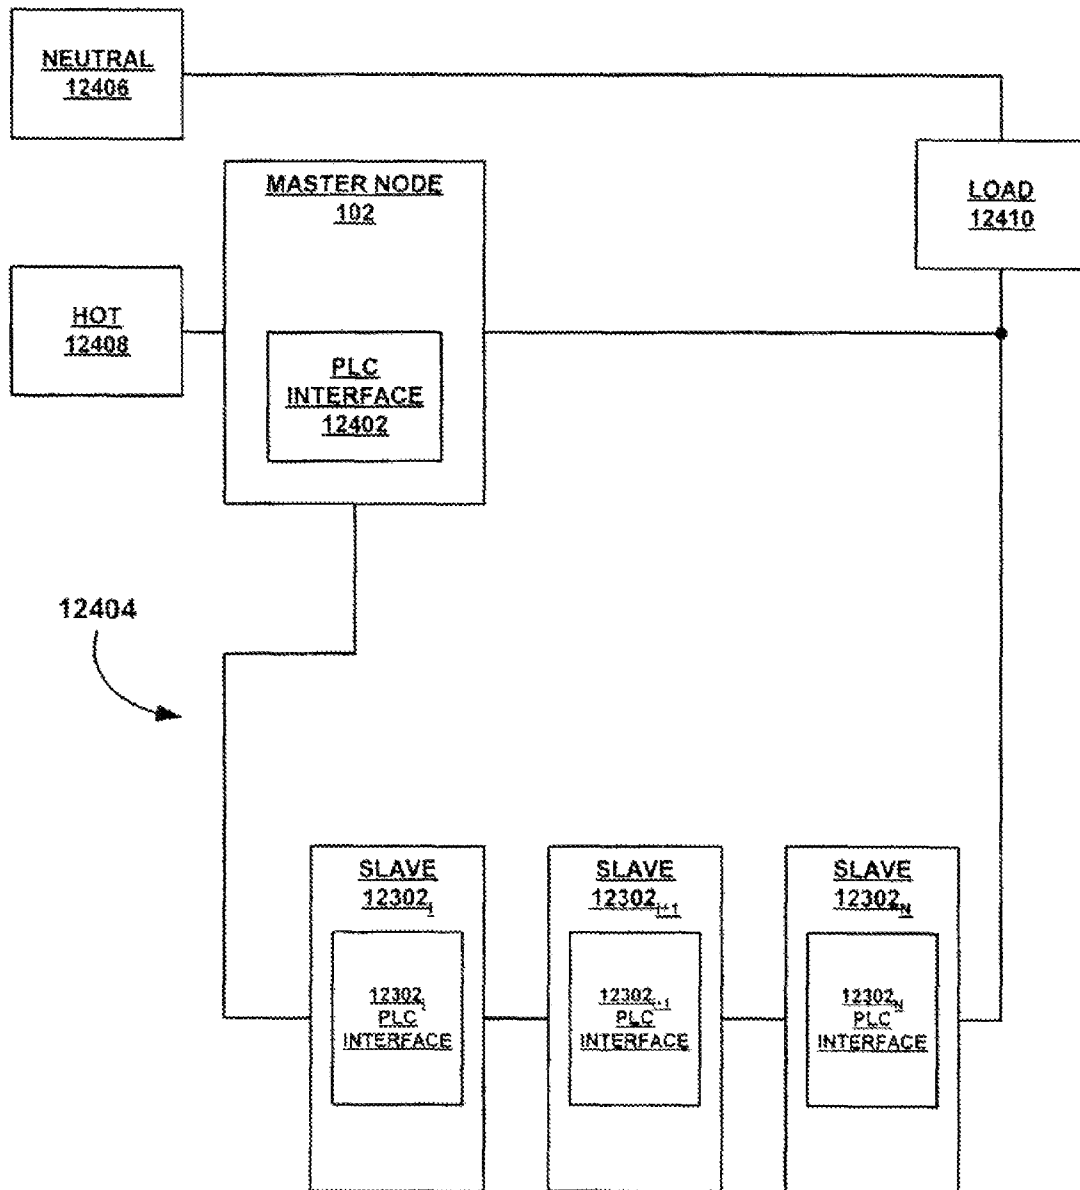 NEUTRAL
12406
MASTER NODE
102
LOAD
12410
HOT
12408
PLC
INTERFACE
12402
12404
SLAVE
12302i
SLAVE
12302i+1
SLAVE
12302N
12302i
PLC
INTERFACE
12302i+1
PLC
INTERFACE
12302N
PLC
INTERFACE